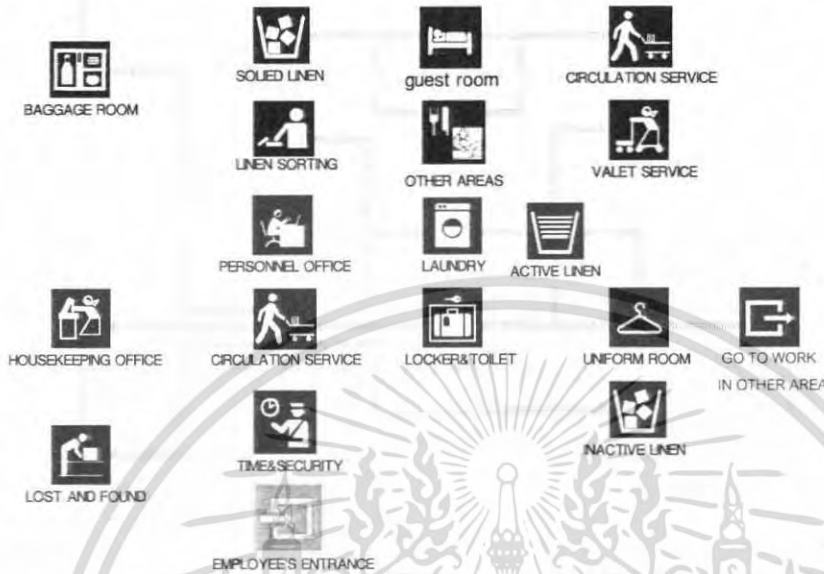 SOLIED LINEN
guest room
CIRCULATION SERVICE
BAGGAGE ROOM
LINEN SORTING
OTHER AREAS
VALET SERVICE
PERSONNEL OFFICE
LAUNDRY
ACTIVE LINEN
HOUSEKEEPING OFFICE
CIRCULATION SERVICE
LOCKER&TOILET
UNIFORM ROOM
GO TO WORK
IN OTHER AREA
TIME&SECURITY
INACTIVE LINEN
LOST AND FOUND
EMPLOYEE'S ENTRANCE